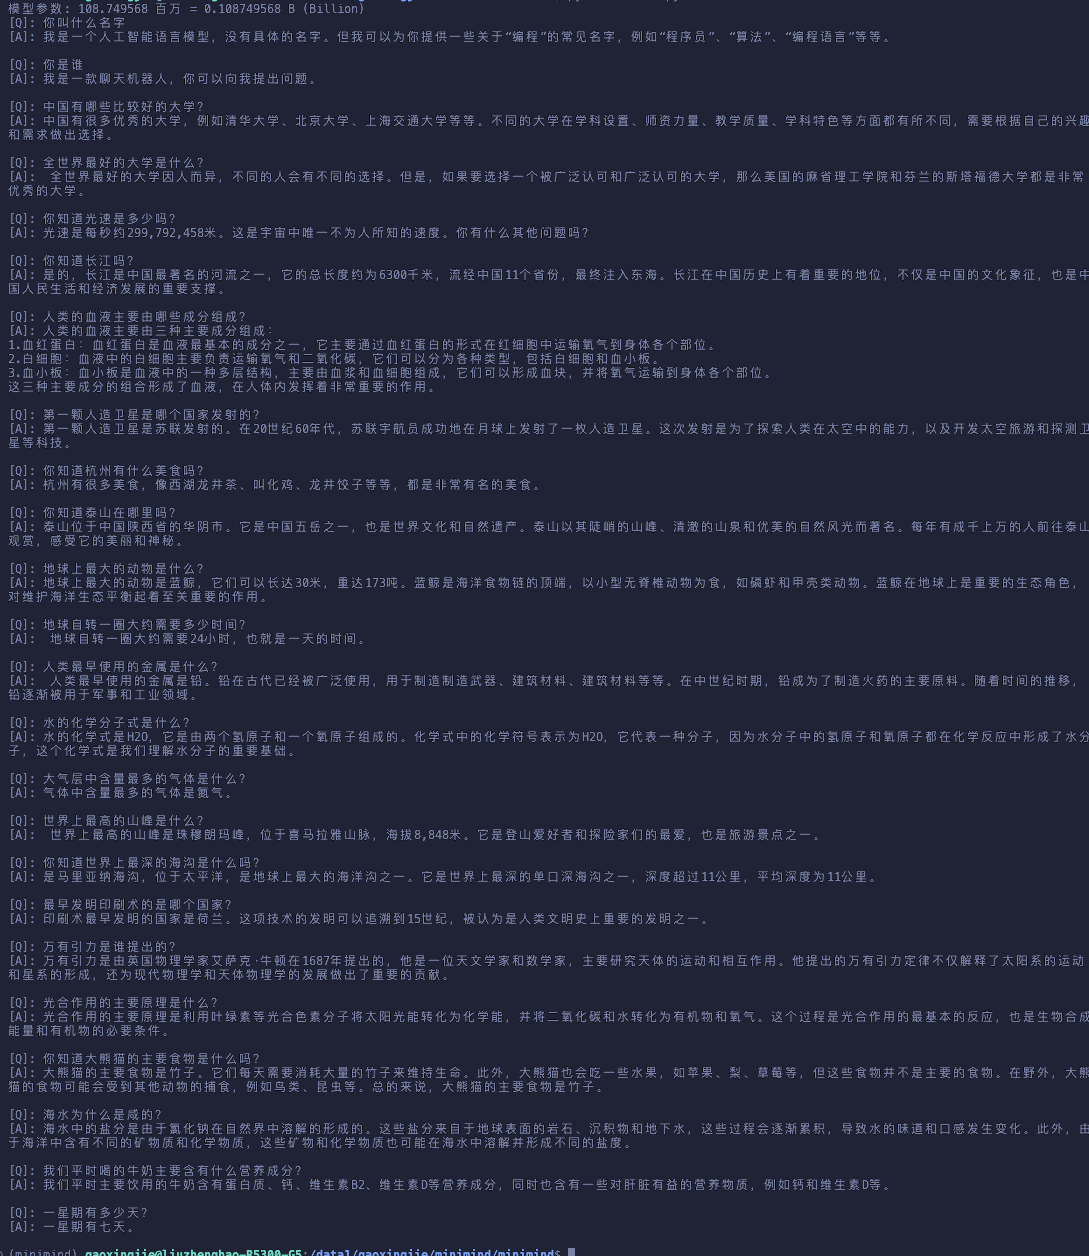 模型参数: 108.749568 百万 = 0.108749568 B (Billion)
[Q]: 你叫什么名字
[A]: 我是一个人工智能语言模型，没有具体的名字。但我可以为你提供一些关于“编程”的常见名字，例如“程序员”、“算法”、“编程语言”等等。
[Q]: 你是谁
[A]: 我是一款聊天机器人，你可以向我提出问题。
[Q]: 中国有哪些比较好的大学？
[A]: 中国有很多优秀的大学，例如清华大学、北京大学、上海交通大学等等。不同的大学在学科设置、师资力量、教学质量、学科特色等方面都有所不同，需要根据自己的兴趣
和需求做出选择。
[Q]: 全世界最好的大学是什么？
[A]:  全世界最好的大学因人而异，不同的人会有不同的选择。但是，如果要选择一个被广泛认可和广泛认可的大学，那么美国的麻省理工学院和芬兰的斯塔福德大学都是非常
优秀的大学。
[Q]: 你知道光速是多少吗？
[A]: 光速是每秒约299,792,458米。这是宇宙中唯一不为人所知的速度。你有什么其他问题吗？
[Q]: 你知道长江吗？
[A]: 是的，长江是中国最著名的河流之一，它的总长度约为6300千米，流经中国11个省份，最终注入东海。长江在中国历史上有着重要的地位，不仅是中国的文化象征，也是中
国人民生活和经济发展的重要支撑。
[Q]: 人类的血液主要由哪些成分组成？
[A]: 人类的血液主要由三种主要成分组成：
1.血红蛋白：血红蛋白是血液最基本的成分之一，它主要通过血红蛋白的形式在红细胞中运输氧气到身体各个部位。
2.白细胞：血液中的白细胞主要负责运输氧气和二氧化碳，它们可以分为各种类型，包括白细胞和血小板。
3.血小板：血小板是血液中的一种多层结构，主要由血浆和血细胞组成，它们可以形成血块，并将氧气运输到身体各个部位。
这三种主要成分的组合形成了血液，在人体内发挥着非常重要的作用。
[Q]: 第一颗人造卫星是哪个国家发射的？
[A]: 第一颗人造卫星是苏联发射的。在20世纪60年代，苏联宇航员成功地在月球上发射了一枚人造卫星。这次发射是为了探索人类在太空中的能力，以及开发太空旅游和探测卫
星等科技。
[Q]: 你知道杭州有什么美食吗？
[A]: 杭州有很多美食，像西湖龙井茶、叫化鸡、龙井饺子等等，都是非常有名的美食。
[Q]: 你知道泰山在哪里吗？
[A]: 泰山位于中国陕西省的华阴市。它是中国五岳之一，也是世界文化和自然遗产。泰山以其陡峭的山峰、清澈的山泉和优美的自然风光而著名。每年有成千上万的人前往泰山
观赏，感受它的美丽和神秘。
[Q]: 地球上最大的动物是什么？
[A]: 地球上最大的动物是蓝鲸，它们可以长达30米，重达173吨。蓝鲸是海洋食物链的顶端，以小型无脊椎动物为食，如磷虾和甲壳类动物。蓝鲸在地球上是重要的生态角色，
对维护海洋生态平衡起着至关重要的作用。
[Q]: 地球自转一圈大约需要多少时间？
[A]:  地球自转一圈大约需要24小时，也就是一天的时间。
[Q]: 人类最早使用的金属是什么？
[A]:  人类最早使用的金属是铅。铅在古代已经被广泛使用，用于制造制造武器、建筑材料、建筑材料等等。在中世纪时期，铅成为了制造火药的主要原料。随着时间的推移，
铅逐渐被用于军事和工业领域。
[Q]: 水的化学分子式是什么？
[A]: 水的化学式是H2O，它是由两个氢原子和一个氧原子组成的。化学式中的化学符号表示为H2O，它代表一种分子，因为水分子中的氢原子和氧原子都在化学反应中形成了水分
子，这个化学式是我们理解水分子的重要基础。
[Q]: 大气层中含量最多的气体是什么？
[A]: 气体中含量最多的气体是氮气。
[Q]: 世界上最高的山峰是什么？
[A]:  世界上最高的山峰是珠穆朗玛峰，位于喜马拉雅山脉，海拔8,848米。它是登山爱好者和探险家们的最爱，也是旅游景点之一。
[Q]: 你知道世界上最深的海沟是什么吗？
[A]: 是马里亚纳海沟，位于太平洋，是地球上最大的海洋沟之一。它是世界上最深的单口深海沟之一，深度超过11公里，平均深度为11公里。
[Q]: 最早发明印刷术的是哪个国家？
[A]: 印刷术最早发明的国家是荷兰。这项技术的发明可以追溯到15世纪，被认为是人类文明史上重要的发明之一。
[Q]: 万有引力是谁提出的？
[A]: 万有引力是由英国物理学家艾萨克·牛顿在1687年提出的，他是一位天文学家和数学家，主要研究天体的运动和相互作用。他提出的万有引力定律不仅解释了太阳系的运动
和星系的形成，还为现代物理学和天体物理学的发展做出了重要的贡献。
[Q]: 光合作用的主要原理是什么？
[A]: 光合作用的主要原理是利用叶绿素等光合色素分子将太阳光能转化为化学能，并将二氧化碳和水转化为有机物和氧气。这个过程是光合作用的最基本的反应，也是生物合成
能量和有机物的必要条件。
[Q]: 你知道大熊猫的主要食物是什么吗？
[A]: 大熊猫的主要食物是竹子。它们每天需要消耗大量的竹子来维持生命。此外，大熊猫也会吃一些水果，如苹果、梨、草莓等，但这些食物并不是主要的食物。在野外，大熊
猫的食物可能会受到其他动物的捕食，例如鸟类、昆虫等。总的来说，大熊猫的主要食物是竹子。
[Q]: 海水为什么是咸的？
[A]: 海水中的盐分是由于氯化钠在自然界中溶解的形成的。这些盐分来自于地球表面的岩石、沉积物和地下水，这些过程会逐渐累积，导致水的味道和口感发生变化。此外，由
于海洋中含有不同的矿物质和化学物质，这些矿物和化学物质也可能在海水中溶解并形成不同的盐度。
[Q]: 我们平时喝的牛奶主要含有什么营养成分？
[A]: 我们平时主要饮用的牛奶含有蛋白质、钙、维生素B2、维生素D等营养成分，同时也含有一些对肝脏有益的营养物质，例如钙和维生素D等。
[Q]: 一星期有多少天？
[A]: 一星期有七天。
(minimind) gaoxingjie@liuzhenghao-R5300-G5:/data1/gaoxingjie/minimind/minimind$